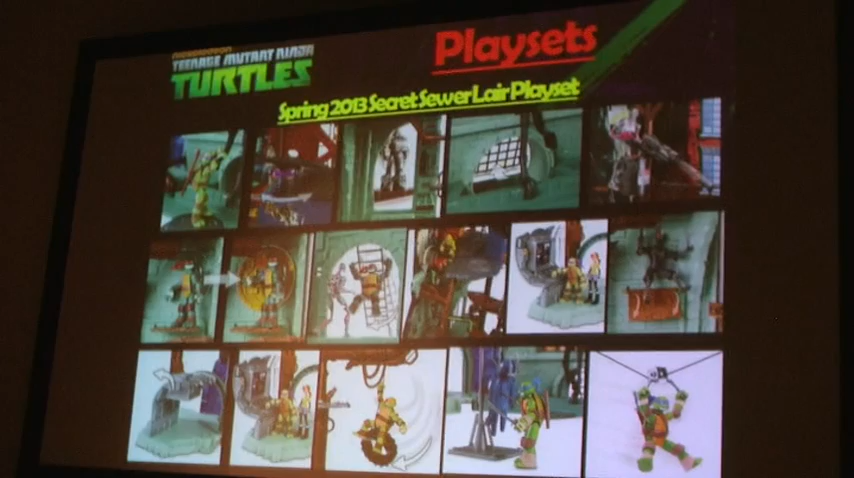 NICKELODEON
TEENAGE MUTANT NINJA
TURTLES
Playsets
Spring 2013 Secret Sewer Lair Playset